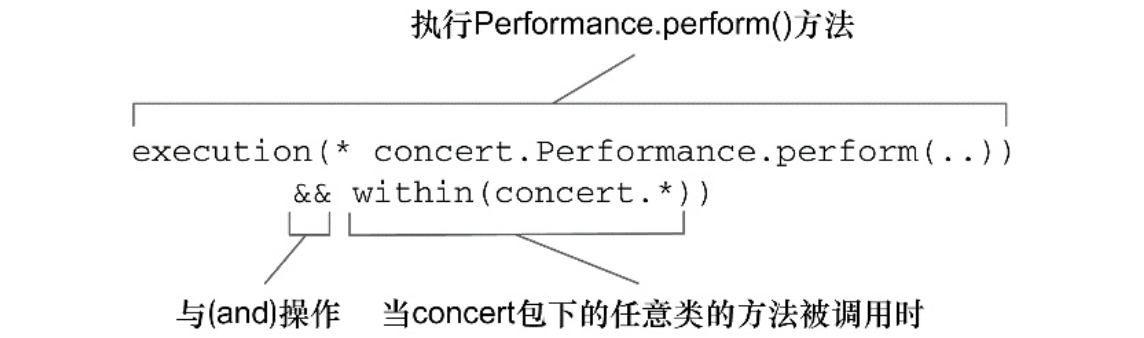 执行Performance.perform()方法
execution(* concert.Performance.perform(..))
&& within(concert.*))
与(and)操作
当concert包下的任意类的方法被调用时